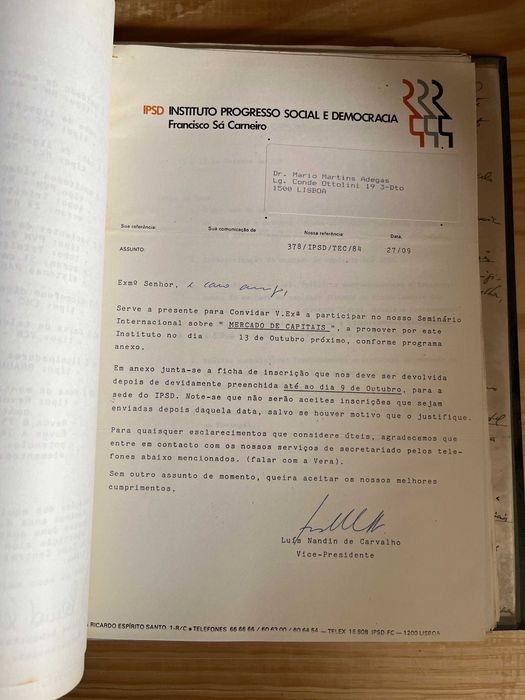 IPSD INSTITUTO PROGRESSO SOCIAL E DEMOCRACIA
Francisco Sá Carneiro
Dr. Mario Martins Adegas
Lg. Conde Ottolini 19 3-Dto
1500 LISBOA
Sua referência: Sua comunicação de Nossa referência: Data.
378/IPSD/TEC/84 27/09
ASSUNTO:
Exmº Senhor, e caro amigo,
Serve a presente para Convidar V.Exª a participar no nosso Seminário
Internacional sobre " MERCADO DE CAPITAIS ", a promover por este
Instituto no dia 13 de Outubro próximo, conforme programa
anexo.
Em anexo junta-se a ficha de inscrição que nos deve ser devolvida
depois de devidamente preenchida até ao dia 9 de Outubro, para a
sede do IPSD. Note-se que não serão aceites inscrições que sejam
enviadas depois daquela data, salvo se houver motivo que o justifique.
Para quaisquer esclarecimentos que considere úteis, agradecemos que
entre em contacto com os nossos serviços de secretariado pelos tele-
fones abaixo mencionados. (falar com a Vera).
Sem outro assunto de momento, queira aceitar os nossos melhores
cumprimentos,
Luís Nandin de Carvalho
Vice-Presidente
RICARDO ESPÍRITO SANTO, 1-R/C • TELEFONES 66 66 66 / 60 63 00 / 60 64 54 — TELEX 16 808 IPSD-FC — 1200 LISBOA